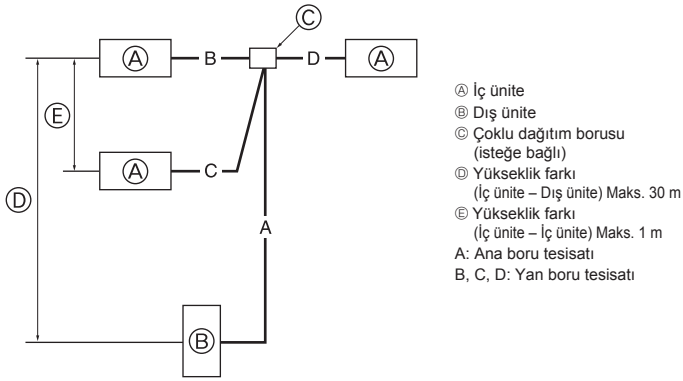 Ⓒ
Ⓐ B D Ⓐ
Ⓔ
Ⓐ C
Ⓓ
A
Ⓑ
Ⓐ İç ünite
Ⓑ Dış ünite
Ⓒ Çoklu dağıtım borusu
(isteğe bağlı)
Ⓓ Yükseklik farkı
(İç ünite – Dış ünite) Maks. 30 m
Ⓔ Yükseklik farkı
(İç ünite – İç ünite) Maks. 1 m
A: Ana boru tesisatı
B, C, D: Yan boru tesisatı